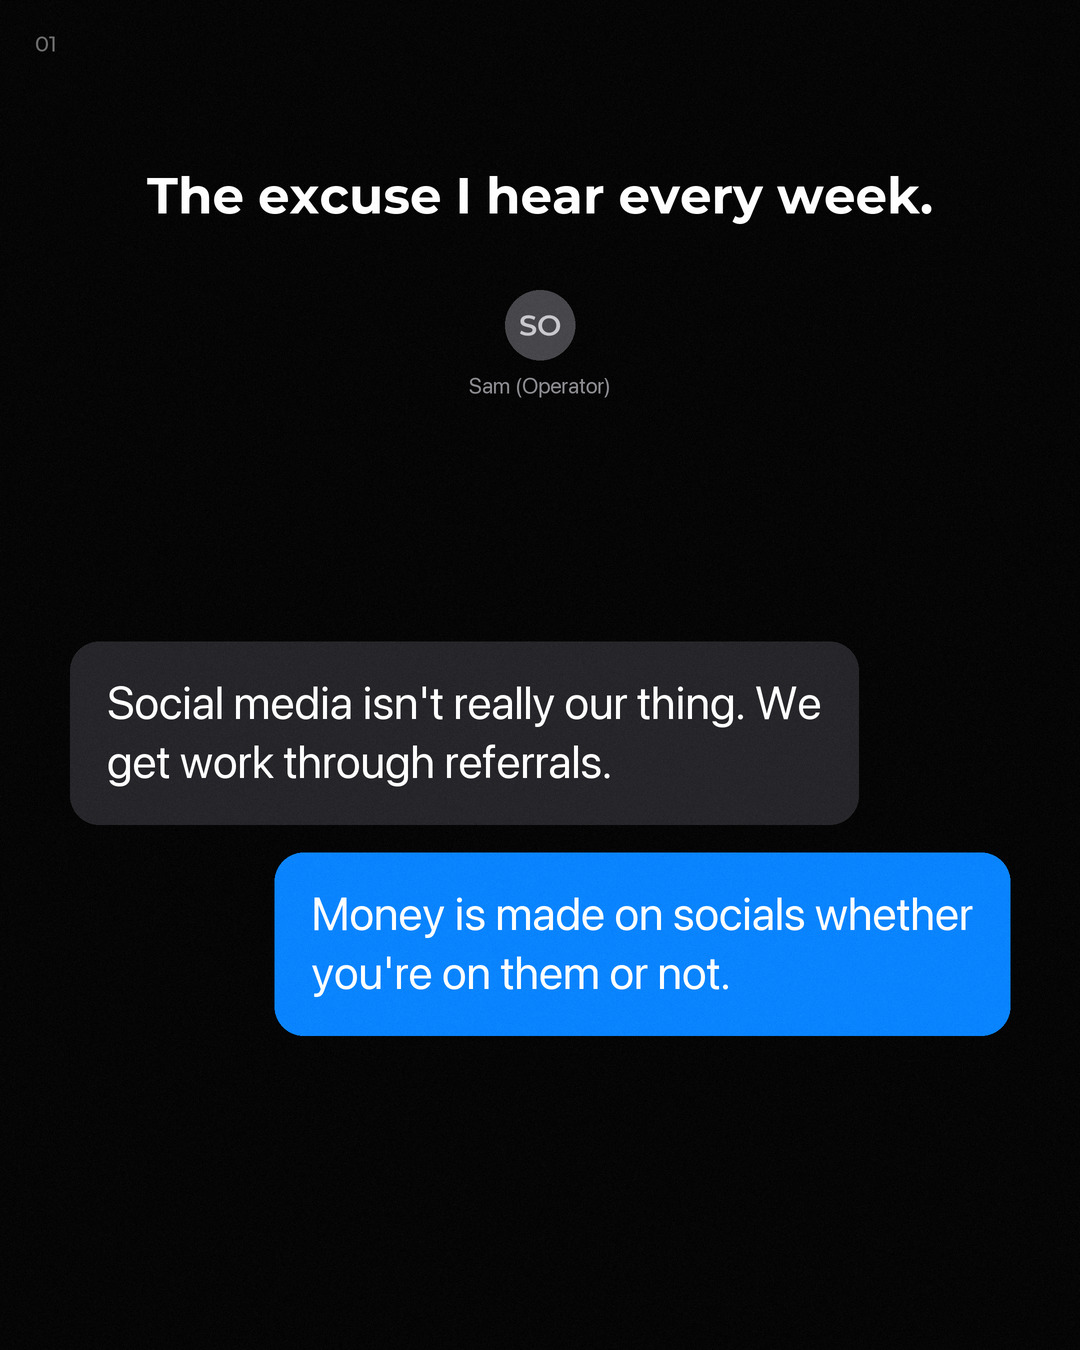 01
The excuse I hear every week.
SO
Sam (Operator)
Social media isn't really our thing. We
get work through referrals.
Money is made on socials whether
you're on them or not.